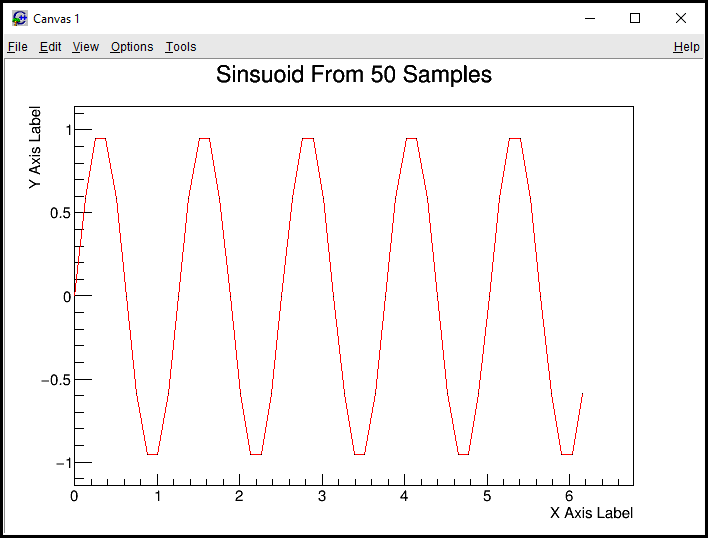 Canvas 1
File Edit View Options Tools Help
Sinsuoid From 50 Samples
Y Axis Label
1
0.5
0
−0.5
−1
0 1 2 3 4 5 6
X Axis Label